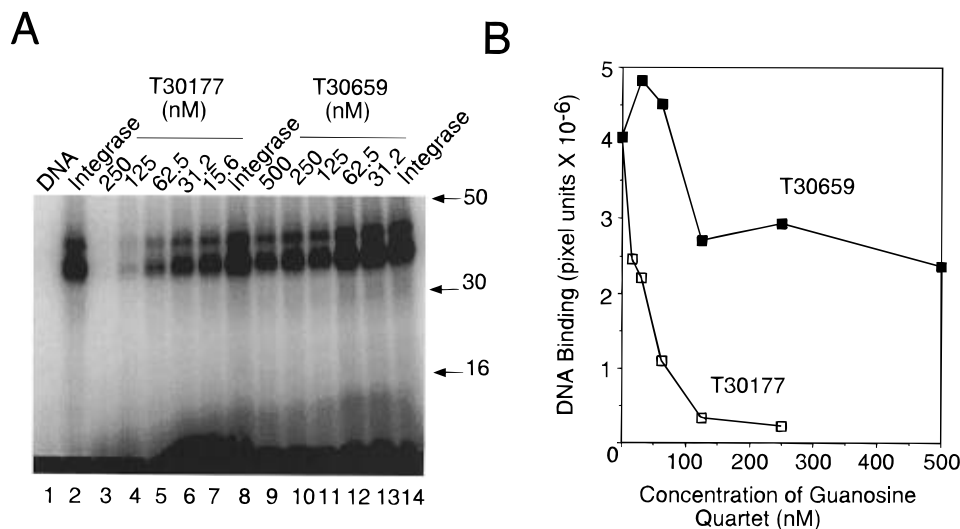 A
T30177
(nM)
T30659
(nM)
DNA
Integrase
250
125
62.5
31.2
15.6
Integrase
500
250
125
62.5
31.2
Integrase
50
30
16
1 2 3 4 5 6 7 8 9 10 11 12 13 14
B
DNA Binding (pixel units X 10-6)
5
4
3
2
1
0
T30659
T30177
0 100 200 300 400 500
Concentration of Guanosine
Quartet (nM)